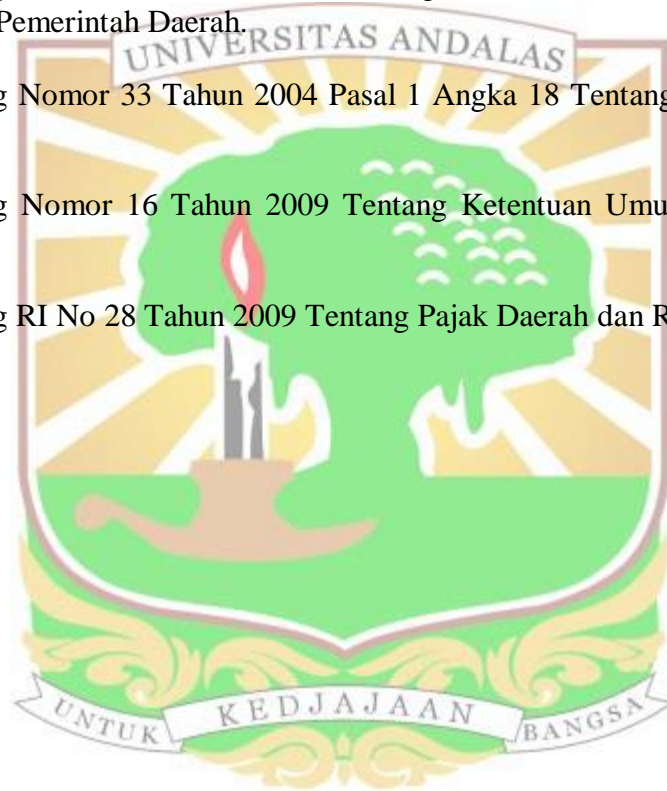 Pemerintah Daerah.
UNIVERSITAS ANDALAS
g Nomor 33 Tahun 2004 Pasal 1 Angka 18 Tentang
g Nomor 16 Tahun 2009 Tentang Ketentuan Umu
g RI No 28 Tahun 2009 Tentang Pajak Daerah dan R
UNTUK KEDJAJAAN BANGSA